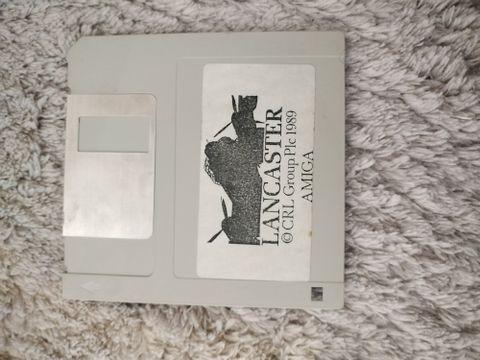 LANCASTER
© CRL Group Plc 1989
AMIGA